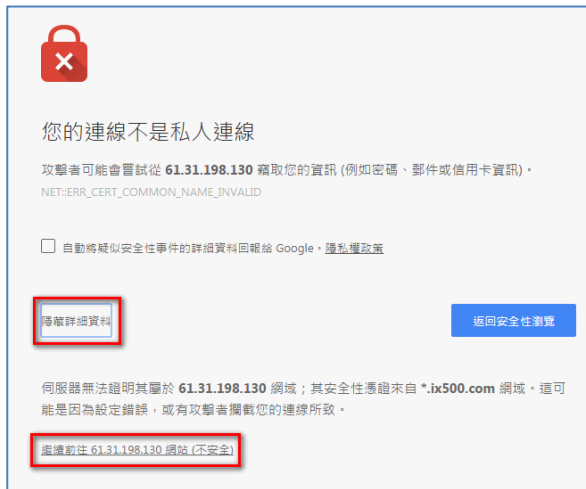 您的連線不是私人連線
攻擊者可能會嘗試從 61.31.198.130 竊取您的資訊 (例如密碼、郵件或信用卡資訊)。
NET::ERR_CERT_COMMON_NAME_INVALID
自動將疑似安全性事件的詳細資料回報給 Google。隱私權政策
隱藏詳細資料
返回安全性瀏覽
伺服器無法證明其屬於 61.31.198.130 網域；其安全性憑證來自 *.ix500.com 網域。這可
能是因為設定錯誤，或有攻擊者攔截您的連線所致。
繼續前往 61.31.198.130 網站 (不安全)